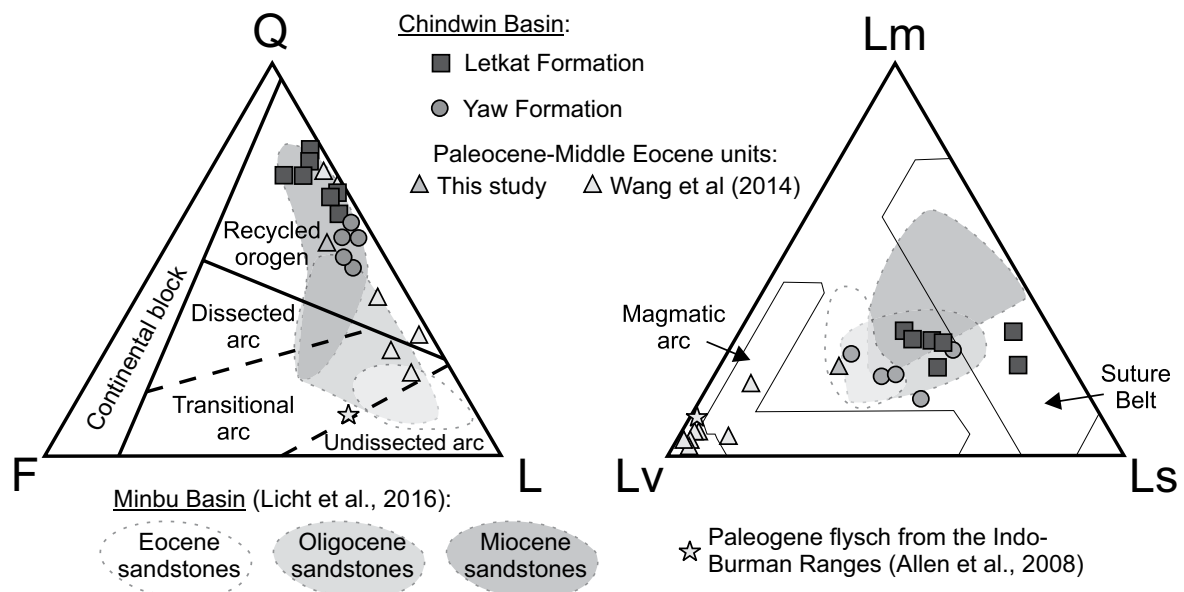 Q
Chindwin Basin:
Letkat Formation
Yaw Formation
Paleocene-Middle Eocene units:
This study
Wang et al (2014)
Continental block
Recycled
orogen
Dissected
arc
Transitional
arc
Undissected arc
F
L
Lm
Magmatic
arc
Suture
Belt
Lv
Ls
Minbu Basin (Licht et al., 2016):
Eocene
sandstones
Oligocene
sandstones
Miocene
sandstones
Paleogene flysch from the Indo-
Burman Ranges (Allen et al., 2008)